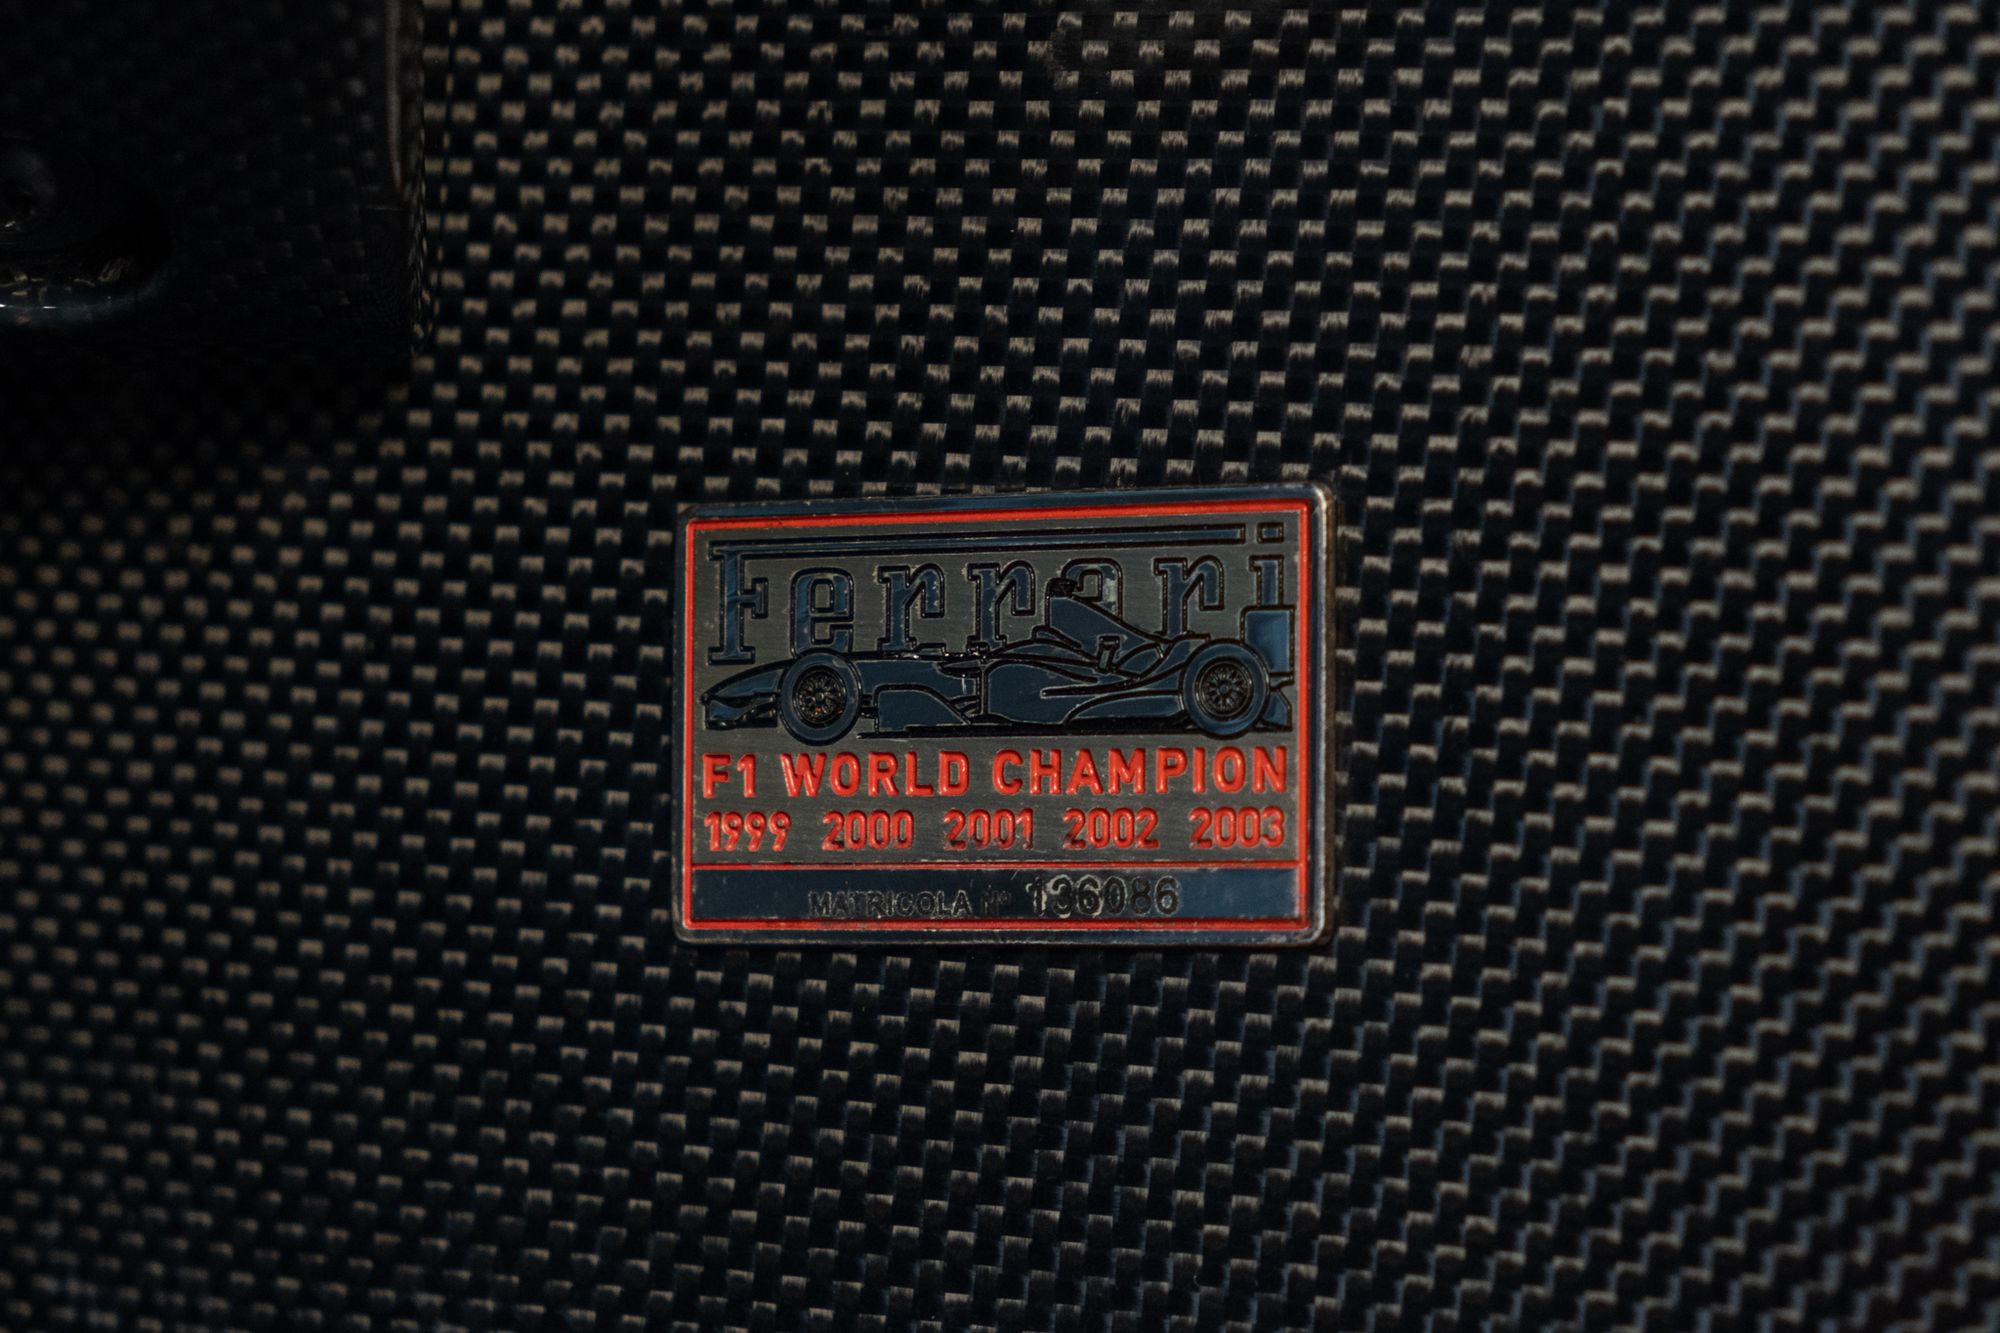 Ferrari
F1 WORLD CHAMPION
1999 2000 2001 2002 2003
MATRICOLA N° 136086